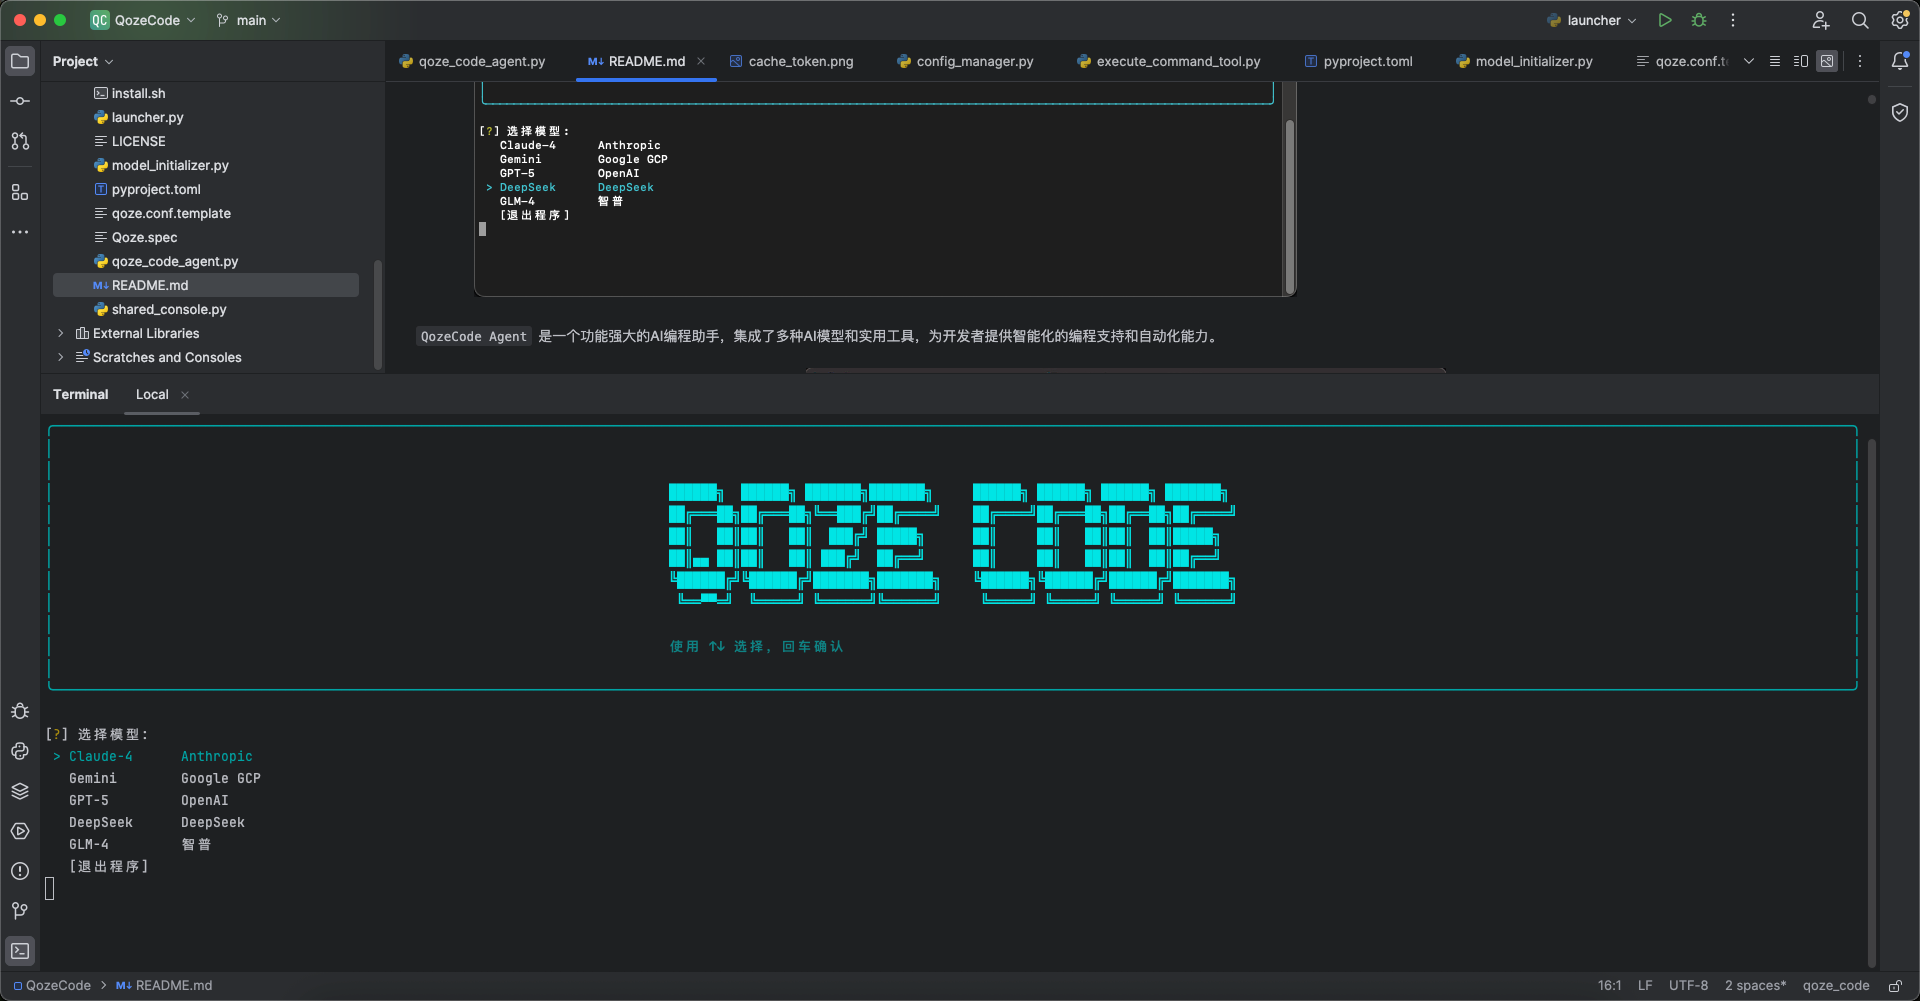 QC QozeCode main launcher
Project
install.sh
launcher.py
LICENSE
model_initializer.py
pyproject.toml
qoze.conf.template
Qoze.spec
qoze_code_agent.py
README.md
shared_console.py
External Libraries
Scratches and Consoles
qoze_code_agent.py README.md cache_token.png config_manager.py execute_command_tool.py pyproject.toml model_initializer.py qoze.conf.t
[?] 选择模型:
Claude-4 Anthropic
Gemini Google GCP
GPT-5 OpenAI
> DeepSeek DeepSeek
GLM-4 智普
[退出程序]
QozeCode Agent 是一个功能强大的AI编程助手，集成了多种AI模型和实用工具，为开发者提供智能化的编程支持和自动化能力。
Terminal Local
QOZE CODE
使用 ↑↓ 选择, 回车确认
[?] 选择模型:
> Claude-4 Anthropic
Gemini Google GCP
GPT-5 OpenAI
DeepSeek DeepSeek
GLM-4 智普
[退出程序]
QozeCode > README.md 16:1 LF UTF-8 2 spaces* qoze_code